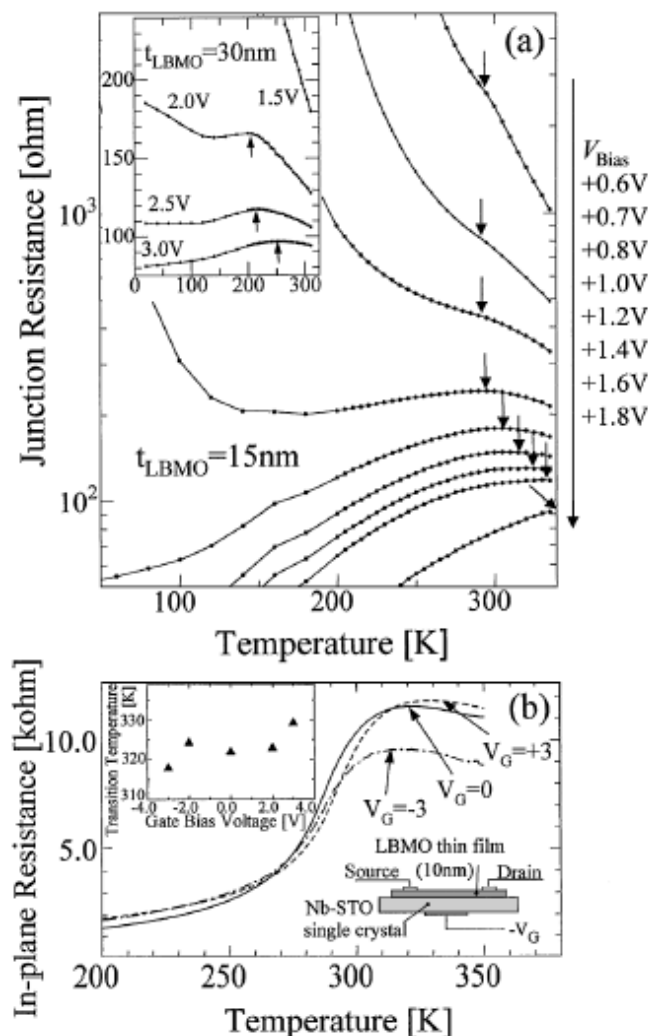 (a)
t_LBMO=30nm
200
150
100
2.0V
1.5V
2.5V
3.0V
0
100
200
300
Junction Resistance [ohm]
10^3
10^2
t_LBMO=15nm
V_Bias
+0.6V
+0.7V
+0.8V
+1.0V
+1.2V
+1.4V
+1.6V
+1.8V
100
200
300
Temperature [K]
(b)
In-plane Resistance [kohm]
10.0
5.0
Transition Temperature
[K]
330
320
310
-4.0
-2.0
0.0
2.0
4.0
Gate Bias Voltage [V]
V_G=+3
V_G=0
V_G=-3
LBMO thin film
Source
(10nm)
Drain
Nb-STO
single crystal
-V_G
200
250
300
350
Temperature [K]